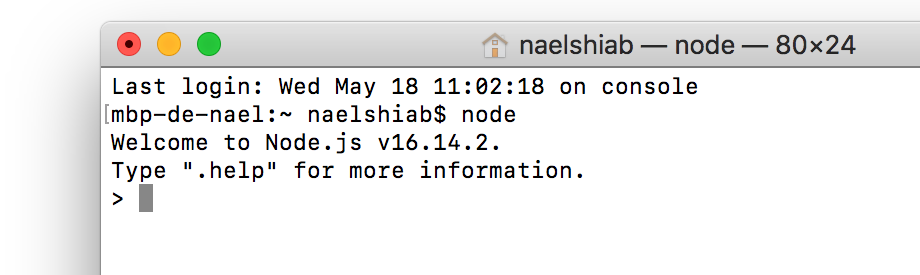 naelshiab — node — 80×24
Last login: Wed May 18 11:02:18 on console
[mbp-de-nael:~ naelshiab$ node
Welcome to Node.js v16.14.2.
Type ".help" for more information.
>